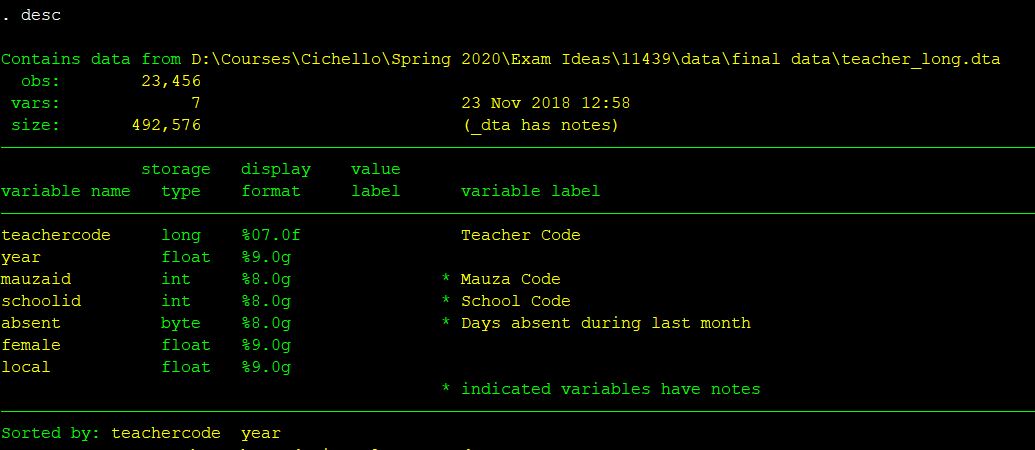 . desc
Contains data from D:\Courses\Cichello\Spring 2020\Exam Ideas\11439\data\final data\teacher_long.dta
obs: 23,456
vars: 7 23 Nov 2018 12:58
size: 492,576 (_dta has notes)
storage display value
variable name type format label variable label
teachercode long %07.0f Teacher Code
year float %9.0g
mauzaid int %8.0g * Mauza Code
schoolid int %8.0g * School Code
absent byte %8.0g * Days absent during last month
female float %9.0g
local float %9.0g
* indicated variables have notes
Sorted by: teachercode year